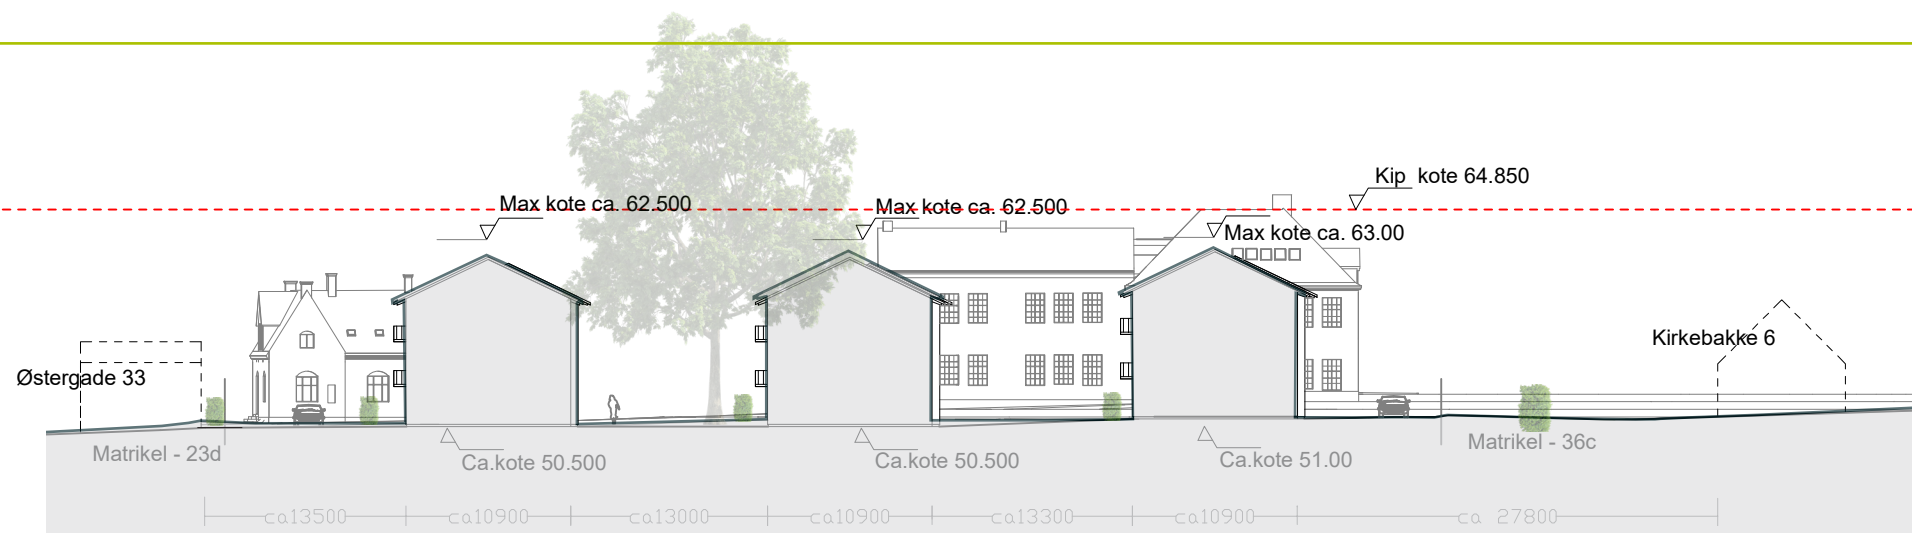 Kip kote 64.850
Max kote ca. 62.500
Max kote ca. 62.500
Max kote ca. 63.00
Kirkebakke 6
Østergade 33
Matrikel - 23d
Ca.kote 50.500
Ca.kote 50.500
Ca.kote 51.00
Matrikel - 36c
ca13500
ca10900
ca13000
ca10900
ca13300
ca10900
ca 27800